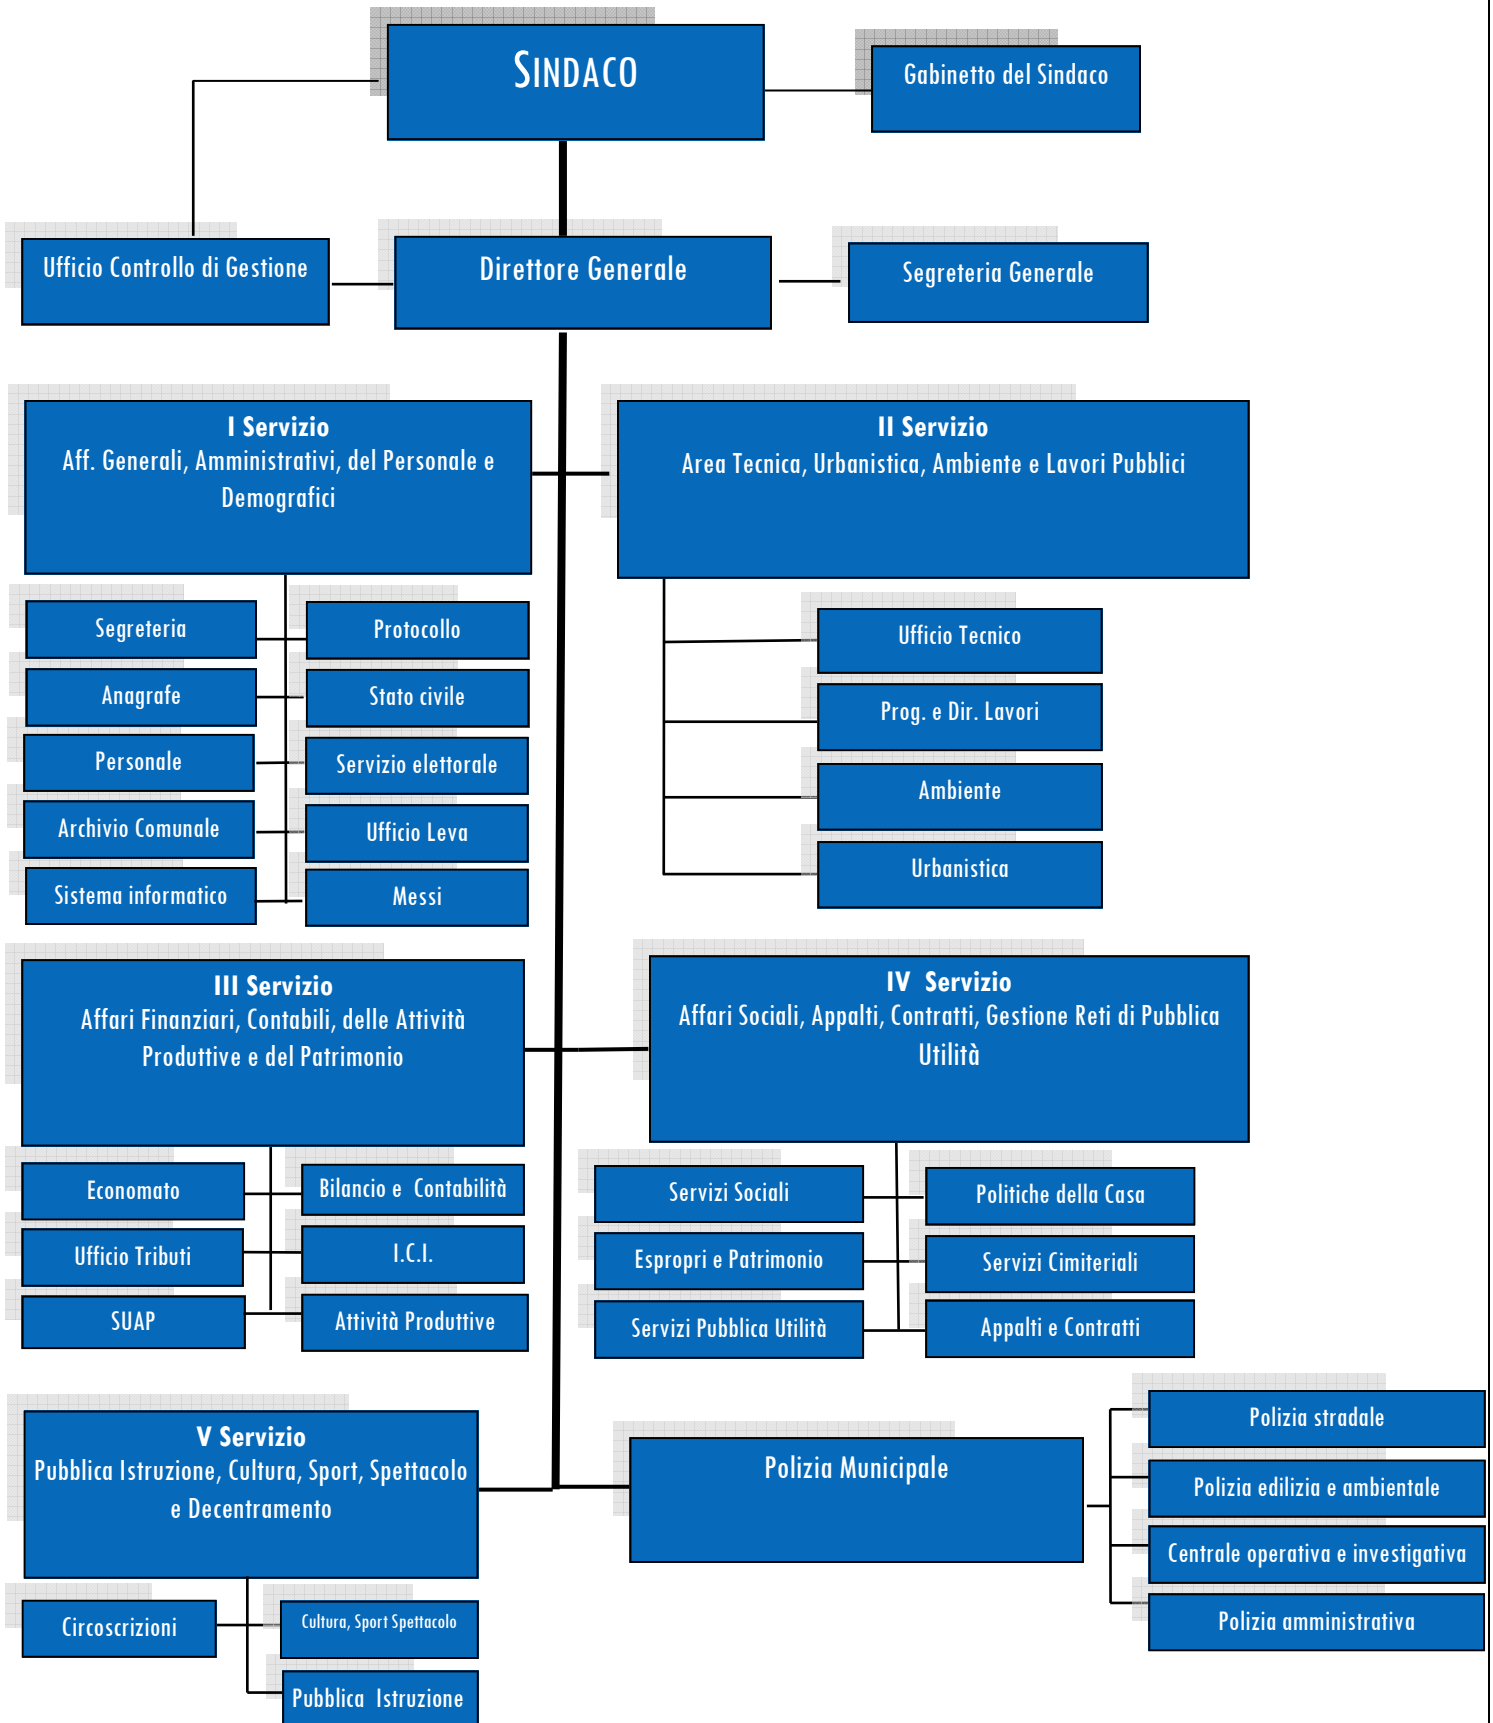 SINDACO
Gabinetto del Sindaco
Ufficio Controllo di Gestione
Direttore Generale
Segreteria Generale
I Servizio
Aff. Generali, Amministrativi, del Personale e
Demografici
II Servizio
Area Tecnica, Urbanistica, Ambiente e Lavori Pubblici
Segreteria
Protocollo
Anagrafe
Stato civile
Personale
Servizio elettorale
Archivio Comunale
Ufficio Leva
Sistema informatico
Messi
Ufficio Tecnico
Prog. e Dir. Lavori
Ambiente
Urbanistica
III Servizio
Affari Finanziari, Contabili, delle Attività
Produttive e del Patrimonio
IV Servizio
Affari Sociali, Appalti, Contratti, Gestione Reti di Pubblica
Utilità
Economato
Bilancio e Contabilità
Ufficio Tributi
I.C.I.
SUAP
Attività Produttive
Servizi Sociali
Politiche della Casa
Espropri e Patrimonio
Servizi Cimiteriali
Servizi Pubblica Utilità
Appalti e Contratti
V Servizio
Pubblica Istruzione, Cultura, Sport, Spettacolo
e Decentramento
Polizia Municipale
Polizia stradale
Polizia edilizia e ambientale
Centrale operativa e investigativa
Polizia amministrativa
Circoscrizioni
Cultura, Sport Spettacolo
Pubblica Istruzione